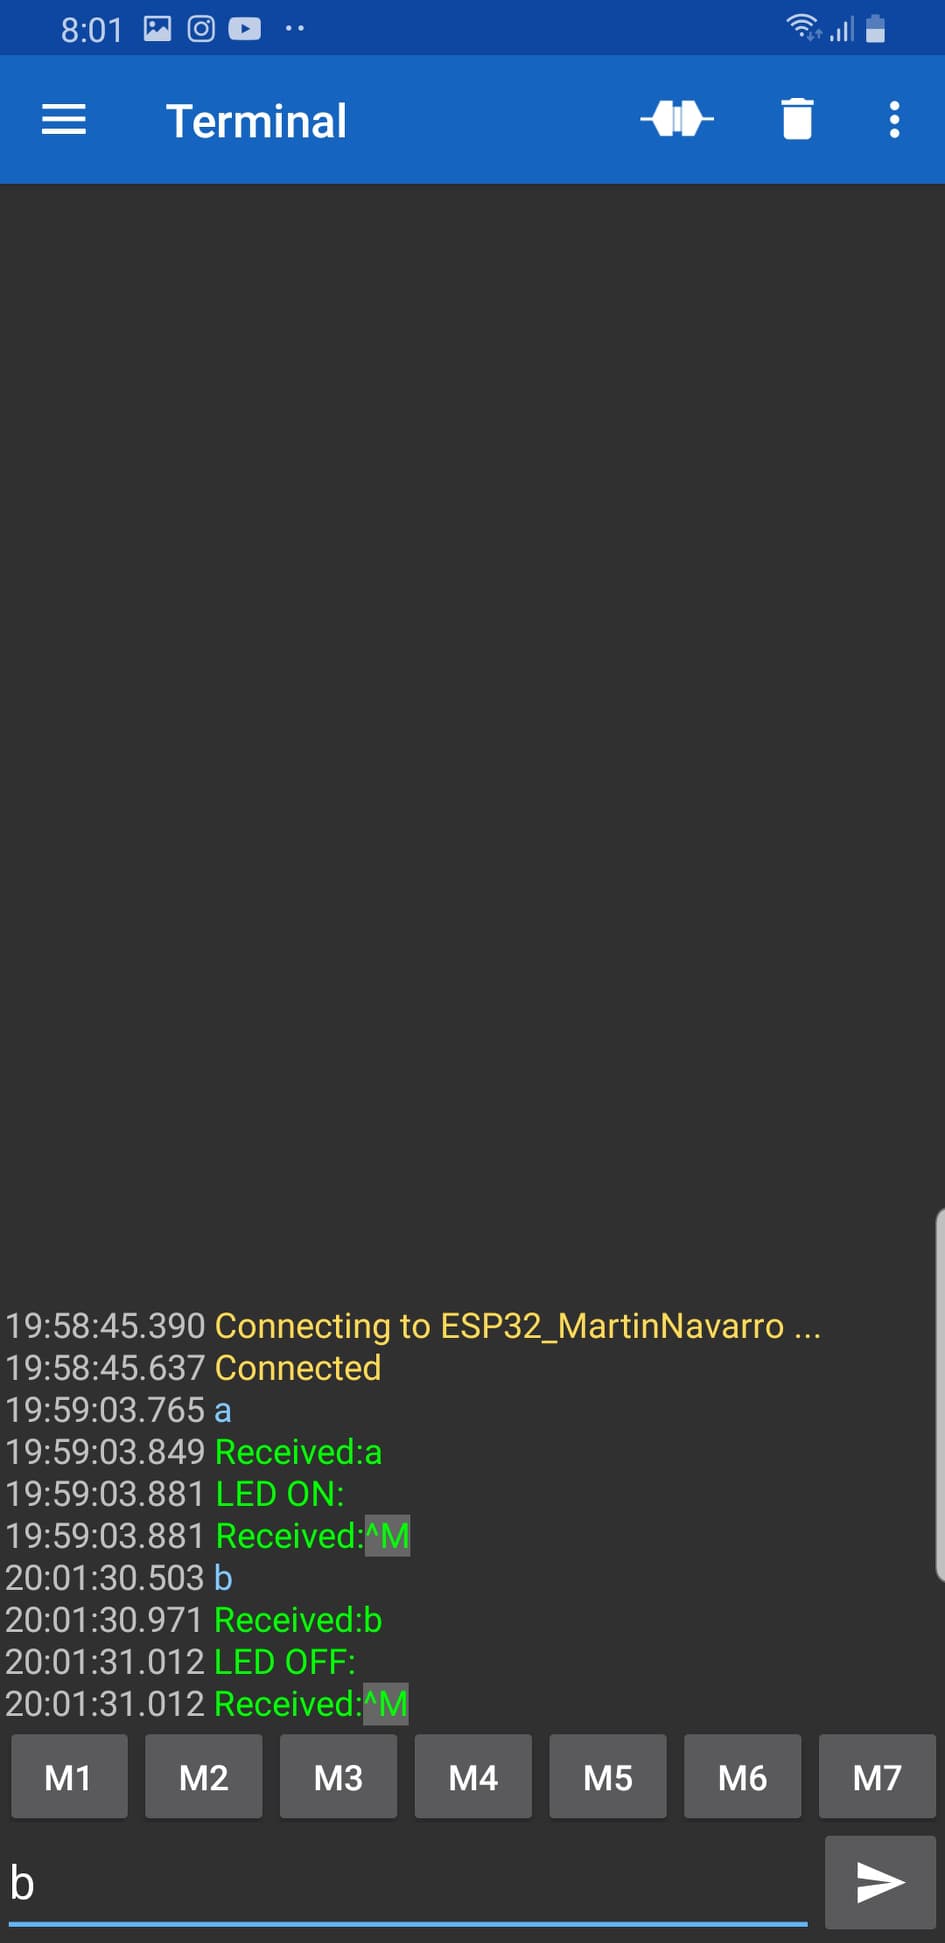 8:01
Terminal
19:58:45.390 Connecting to ESP32_MartinNavarro ...
19:58:45.637 Connected
19:59:03.765 a
19:59:03.849 Received:a
19:59:03.881 LED ON:
19:59:03.881 Received:^M
20:01:30.503 b
20:01:30.971 Received:b
20:01:31.012 LED OFF:
20:01:31.012 Received:^M
M1 M2 M3 M4 M5 M6 M7
b